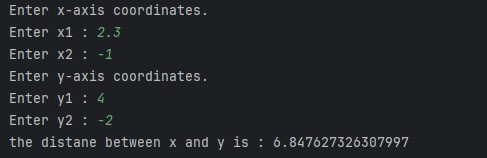 Enter x-axis coordinates.
Enter x1 : 2.3
Enter x2 : -1
Enter y-axis coordinates.
Enter y1 : 4
Enter y2 : -2
the distane between x and y is : 6.847627326307997